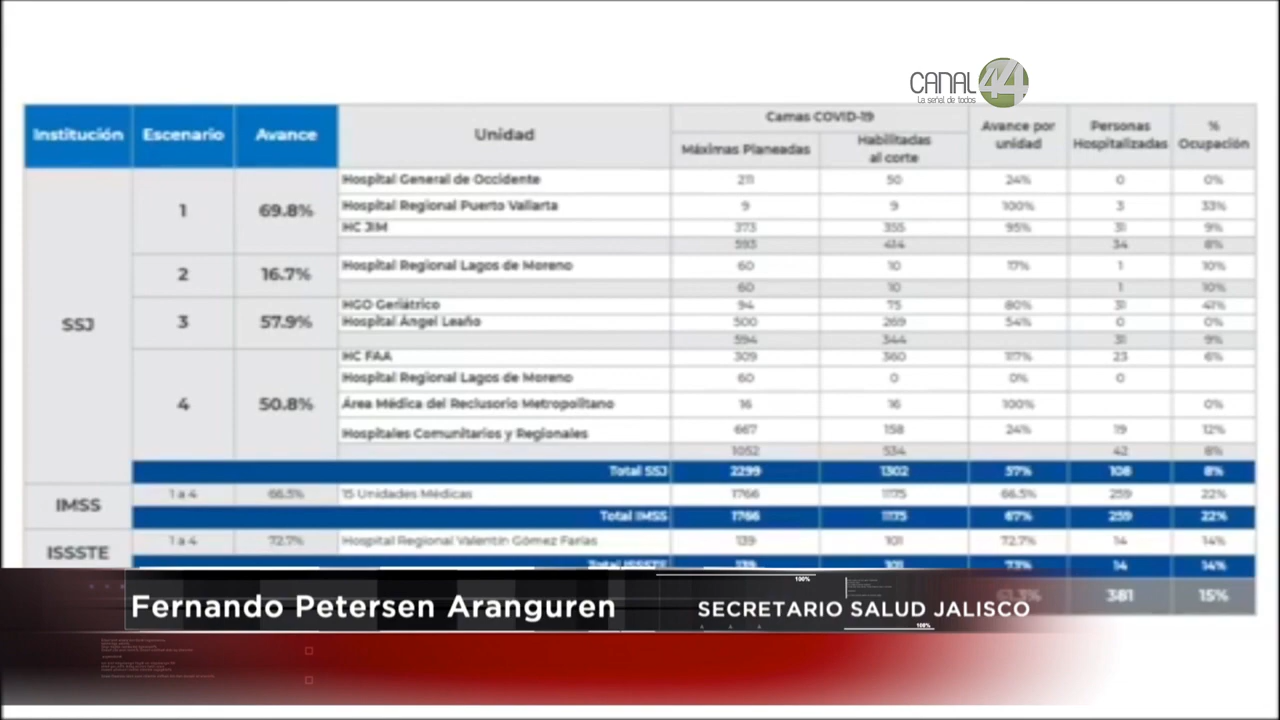 CANAL 44
La señal de todos
Institución Escenario Avance Unidad Camas COVID-19 Avance por unidad Personas Hospitalizadas % Ocupación
Máximas Planeadas Habilitadas al corte
SSJ
1 69.8%
Hospital General de Occidente 211 50 24% 0 0%
Hospital Regional Puerto Vallarta 9 9 100% 3 33%
HC JIM 373 355 95% 31 9%
593 414 34 8%
2 16.7%
Hospital Regional Lagos de Moreno 60 10 17% 1 10%
60 10 1 10%
3 57.9%
HGO Geriátrico 94 75 80% 31 41%
Hospital Ángel Leaño 500 269 54% 0 0%
594 344 31 9%
4 50.8%
HC FAA 309 360 117% 23 6%
Hospital Regional Lagos de Moreno 60 0 0% 0
Área Médica del Reclusorio Metropolitano 16 16 100% 0%
Hospitales Comunitarios y Regionales 667 158 24% 19 12%
1052 534 42 8%
Total SSJ 2299 1302 57% 108 8%
IMSS 1 a 4 66.5% 15 Unidades Médicas 1766 1175 66.5% 259 22%
Total IMSS 1766 1175 67% 259 22%
ISSSTE 1 a 4 72.7% Hospital Regional Valentín Gómez Farías 139 101 72.7% 14 14%
Total ISSSTE 139 101 73% 14 14%
61.3% 381 15%
100%
Fernando Petersen Aranguren SECRETARIO SALUD JALISCO
100%